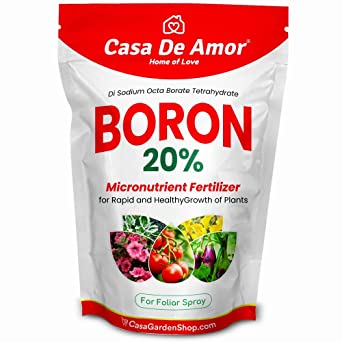 Casa De Amor®
Home of Love
Di Sodium Octa Borate Tetrahydrate
BORON
20%
Micronutrient Fertilizer
for Rapid and HealthyGrowth of Plants
For Foliar Spray
CasaGardenShop.com